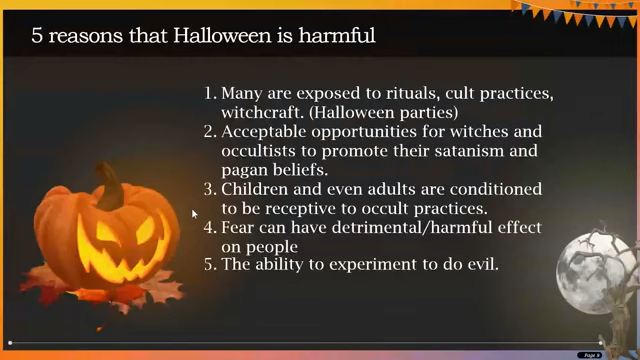 5 reasons that Halloween is harmful
1. Many are exposed to rituals, cult practices,
witchcraft. (Halloween parties)
2. Acceptable opportunities for witches and
occultists to promote their satanism and
pagan beliefs.
3. Children and even adults are conditioned
to be receptive to occult practices.
4. Fear can have detrimental/harmful effect
on people
5. The ability to experiment to do evil.
Page 9